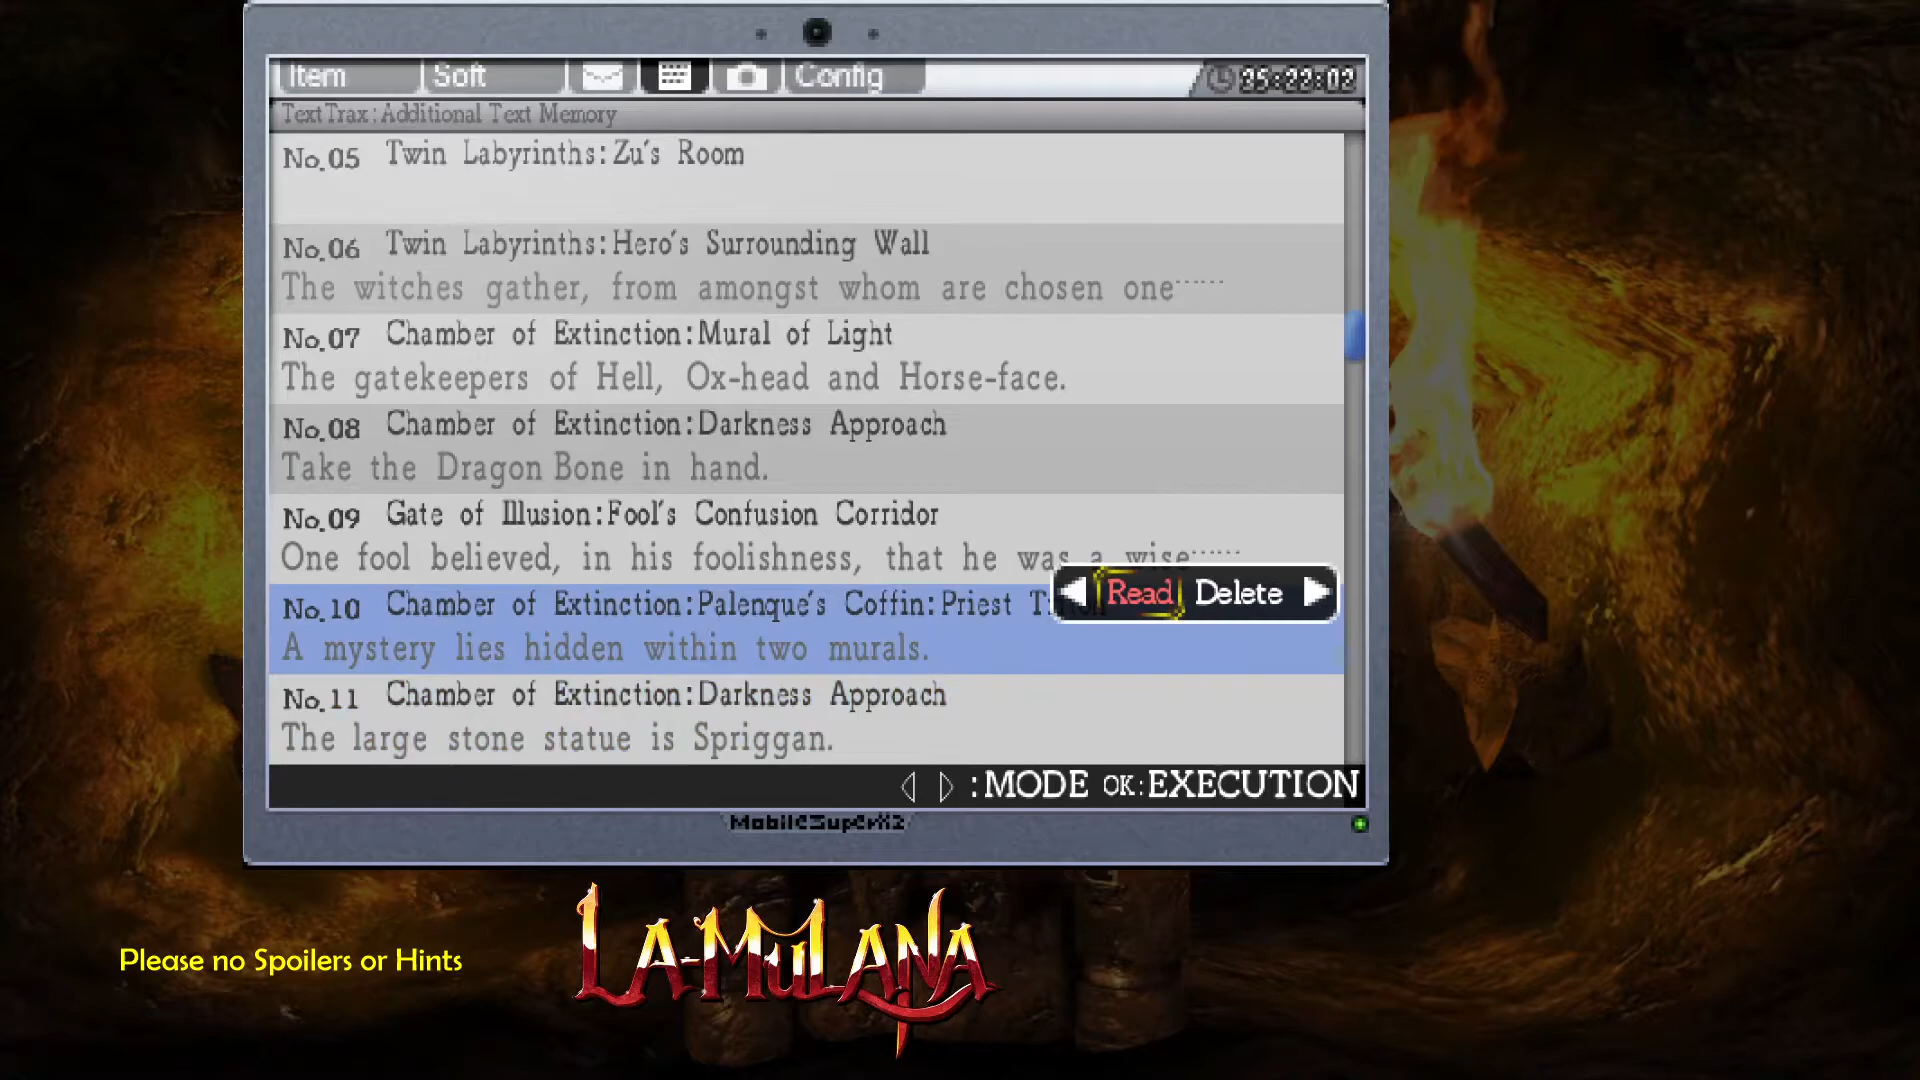 Item Soft Config 25:22:02
TextTrax:Additional Text Memory
No.05 Twin Labyrinths:Zu's Room
No.06 Twin Labyrinths:Hero's Surrounding Wall
The witches gather, from amongst whom are chosen one……
No.07 Chamber of Extinction:Mural of Light
The gatekeepers of Hell, Ox-head and Horse-face.
No.08 Chamber of Extinction:Darkness Approach
Take the Dragon Bone in hand.
No.09 Gate of Illusion:Fool's Confusion Corridor
One fool believed, in his foolishness, that he was a wise……
Read Delete
No.10 Chamber of Extinction:Palenque's Coffin:Priest
A mystery lies hidden within two murals.
No.11 Chamber of Extinction:Darkness Approach
The large stone statue is Spriggan.
:MODE OK:EXECUTION
MobileSuperX2
Please no Spoilers or Hints
LA-MULANA